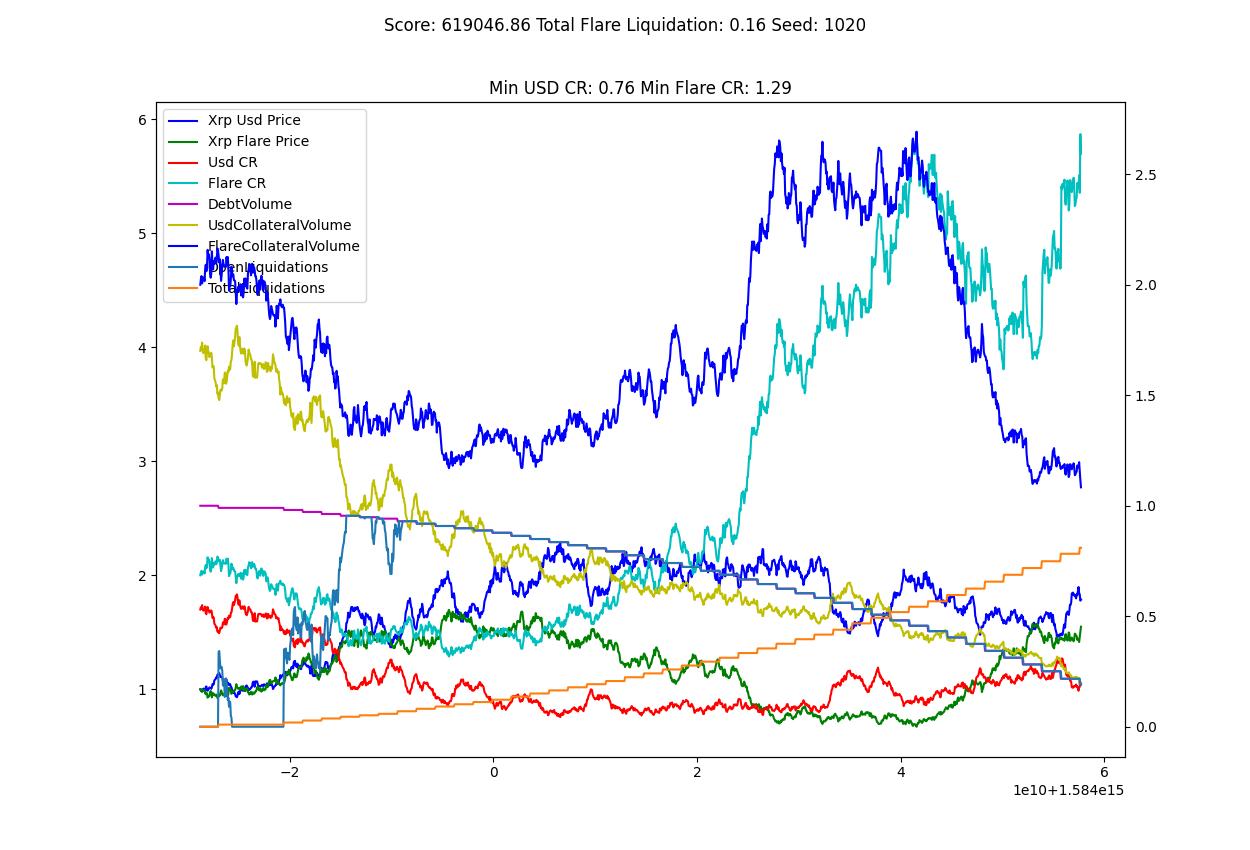 Score: 619046.86 Total Flare Liquidation: 0.16 Seed: 1020
Min USD CR: 0.76 Min Flare CR: 1.29
Xrp Usd Price
Xrp Flare Price
Usd CR
Flare CR
DebtVolume
UsdCollateralVolume
FlareCollateralVolume
OpenLiquidations
TotalLiquidations
6
5
4
3
2
1
2.5
2.0
1.5
1.0
0.5
0.0
−2 0 2 4 6
1e10+1.584e15